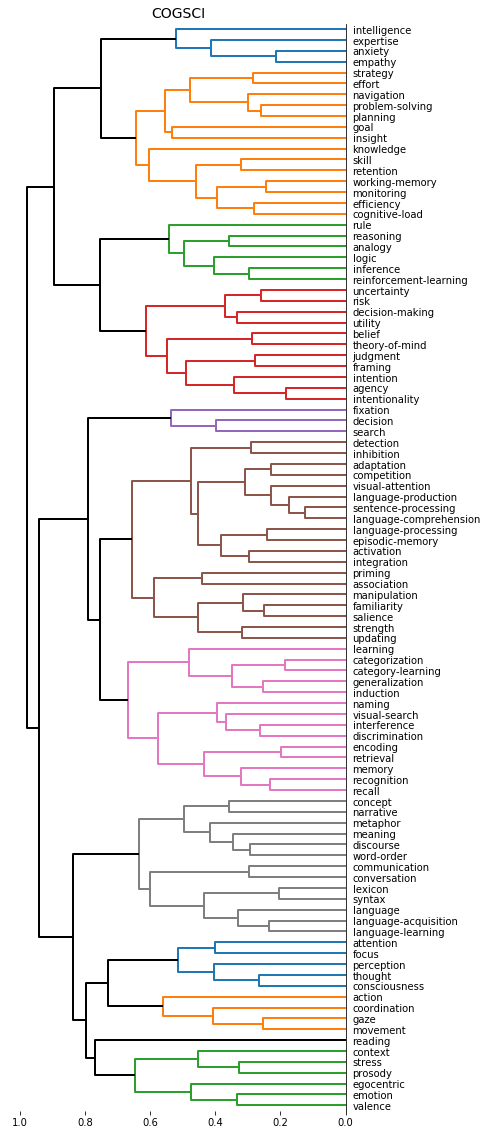 COGSCI
intelligence
expertise
anxiety
empathy
strategy
effort
navigation
problem-solving
planning
goal
insight
knowledge
skill
retention
working-memory
monitoring
efficiency
cognitive-load
rule
reasoning
analogy
logic
inference
reinforcement-learning
uncertainty
risk
decision-making
utility
belief
theory-of-mind
judgment
framing
intention
agency
intentionality
fixation
decision
search
detection
inhibition
adaptation
competition
visual-attention
language-production
sentence-processing
language-comprehension
language-processing
episodic-memory
activation
integration
priming
association
manipulation
familiarity
salience
strength
updating
learning
categorization
category-learning
generalization
induction
naming
visual-search
interference
discrimination
encoding
retrieval
memory
recognition
recall
concept
narrative
metaphor
meaning
discourse
word-order
communication
conversation
lexicon
syntax
language
language-acquisition
language-learning
attention
focus
perception
thought
consciousness
action
coordination
gaze
movement
reading
context
stress
prosody
egocentric
emotion
valence
1.0 0.8 0.6 0.4 0.2 0.0